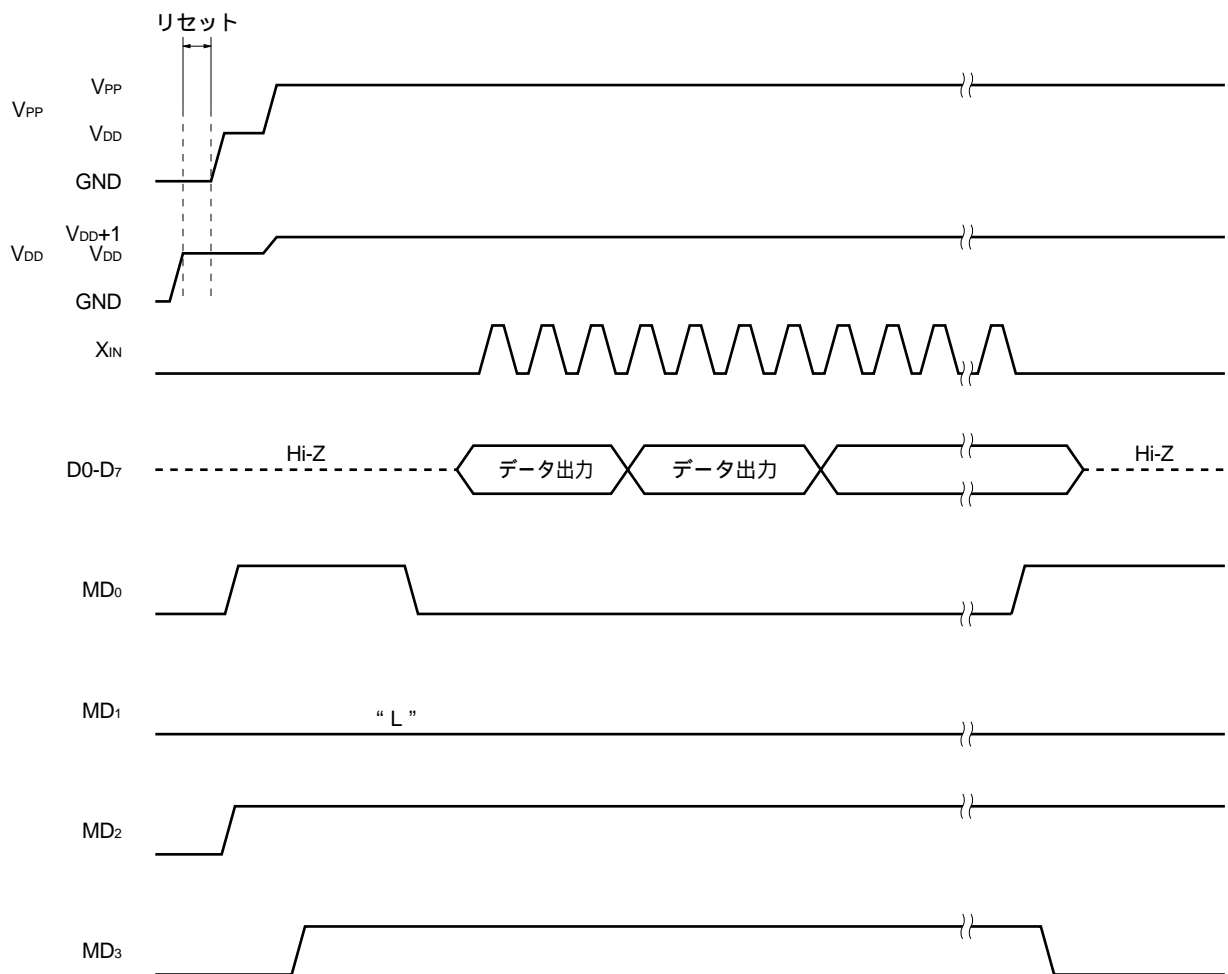 リセット
VPP
VPP
VDD
GND
VDD+1
VDD
VDD
GND
XIN
Hi-Z
Hi-Z
D0-D7
データ出力
データ出力
MD0
MD1
“ L ”
MD2
MD3